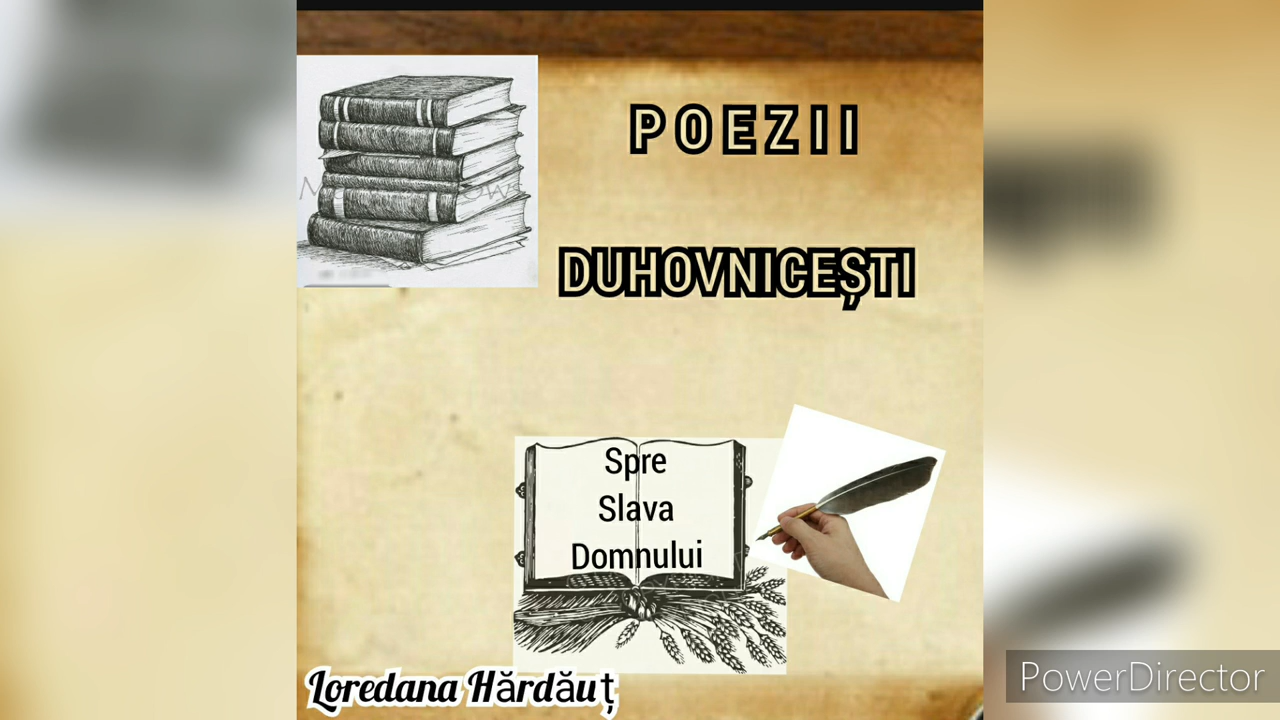 POEZII
DUHOVNICEȘTI
Spre
Slava
Domnului
Loredana Hărdăuț
PowerDirector